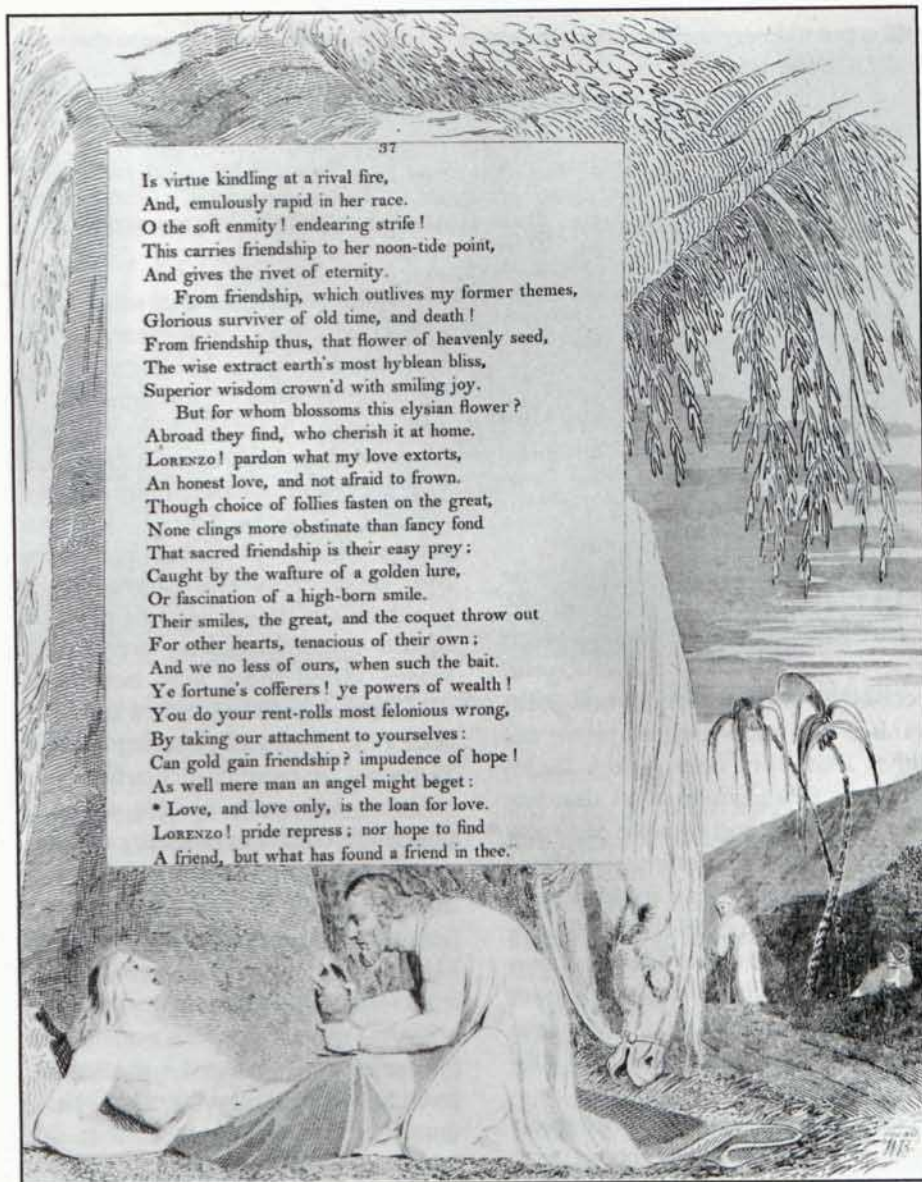 37
Is virtue kindling at a rival fire,
And, emulously rapid in her race.
O the soft enmity! endearing strife!
This carries friendship to her noon-tide point,
And gives the rivet of eternity.
From friendship, which outlives my former themes,
Glorious surviver of old time, and death!
From friendship thus, that flower of heavenly seed,
The wise extract earth's most hyblean bliss,
Superior wisdom crown'd with smiling joy.
But for whom blossoms this elysian flower?
Abroad they find, who cherish it at home.
LORENZO! pardon what my love extorts,
An honest love, and not afraid to frown.
Though choice of follies fasten on the great,
None clings more obstinate than fancy fond
That sacred friendship is their easy prey;
Caught by the wafture of a golden lure,
Or fascination of a high-born smile.
Their smiles, the great, and the coquet throw out
For other hearts, tenacious of their own;
And we no less of ours, when such the bait.
Ye fortune's cofferers! ye powers of wealth!
You do your rent-rolls most felonious wrong,
By taking our attachment to yourselves:
Can gold gain friendship? impudence of hope!
As well mere man an angel might beget:
* Love, and love only, is the loan for love.
LORENZO! pride repress; nor hope to find
A friend, but what has found a friend in thee.